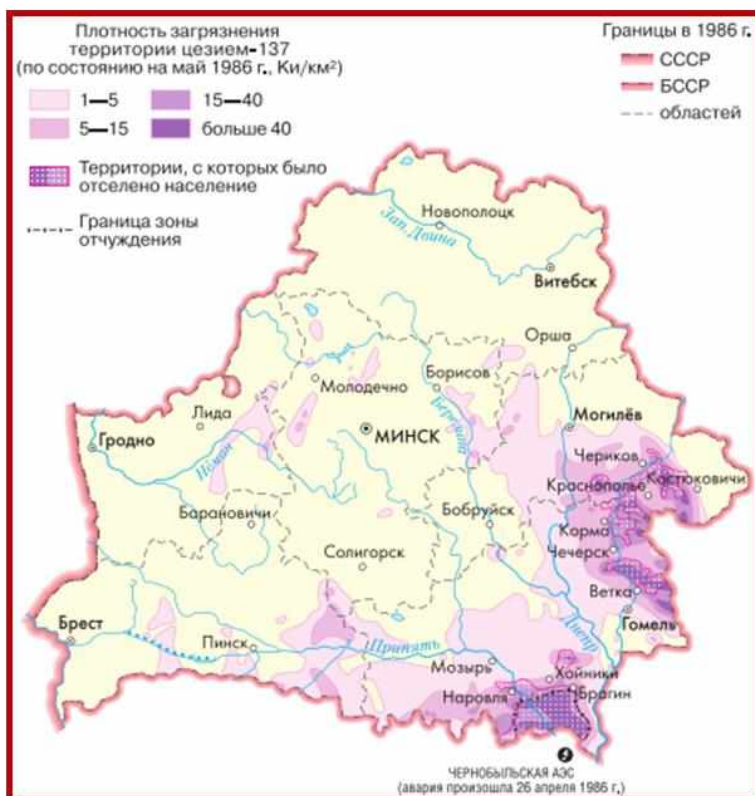 Плотность загрязнения
территории цезием-137
(по состоянию на май 1986 г., Ки/км²)
1—5
15—40
5—15
больше 40
Территории, с которых было
отселено население
Граница зоны
отчуждения
Границы в 1986 г.
СССР
БССР
областей
Новополоцк
Зап. Двина
Витебск
Орша
Молодечно
Борисов
Березина
Лида
Гродно
МИНСК
Могилёв
Нёман
Чериков
Краснополье
Костюковичи
Барановичи
Бобруйск
Корма
Чечерск
Солигорск
Ветка
Гомель
Брест
Пинск
Припять
Днепр
Мозырь
Хойники
Наровля
Брагин
ЧЕРНОБЫЛЬСКАЯ АЭС
(авария произошла 26 апреля 1986 г.)